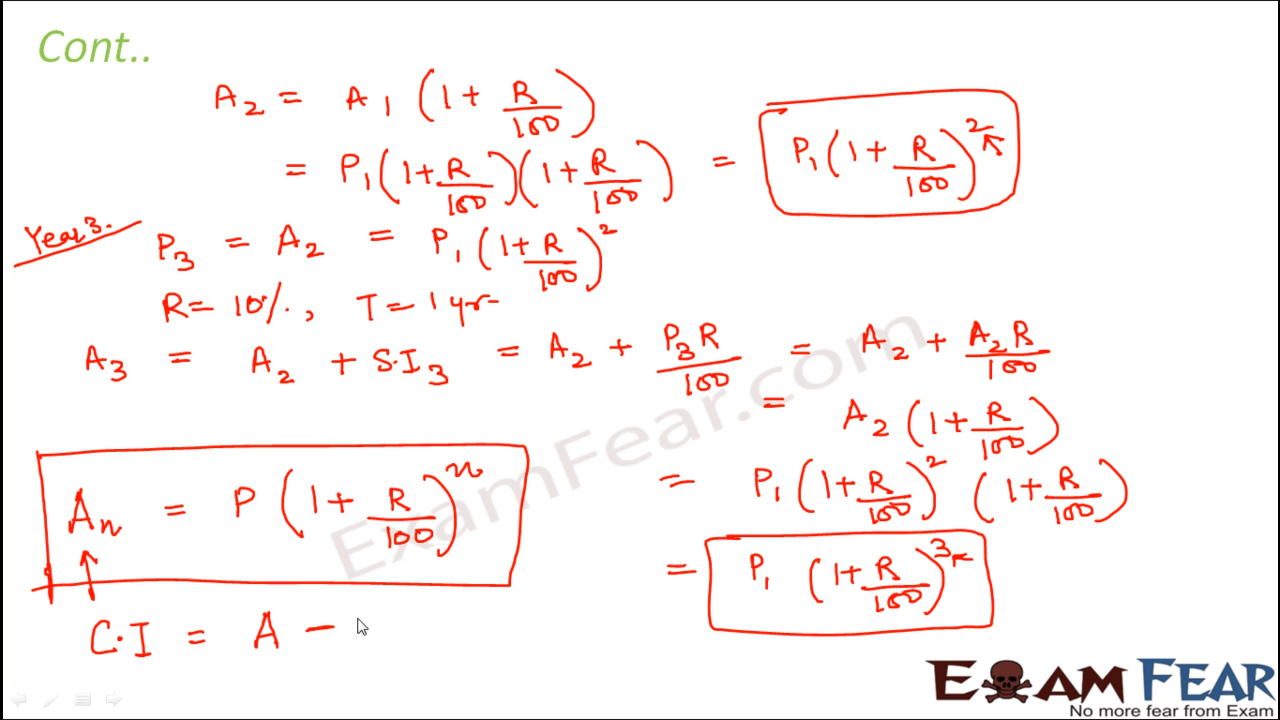 Cont..
A₂ = A₁ (1 + R/100)
= P₁ (1 + R/100) (1 + R/100) = P₁ (1 + R/100)²
Year 3.
P₃ = A₂ = P₁ (1 + R/100)²
R = 10%, T = 1 yr
A₃ = A₂ + S.I₃ = A₂ + P₃R/100 = A₂ + A₂R/100
= A₂ (1 + R/100)
= P₁ (1 + R/100)² (1 + R/100)
= P₁ (1 + R/100)³
Aₙ = P (1 + R/100)ⁿ
C.I = A –
ExamFear.com
EXAM FEAR
No more fear from Exam